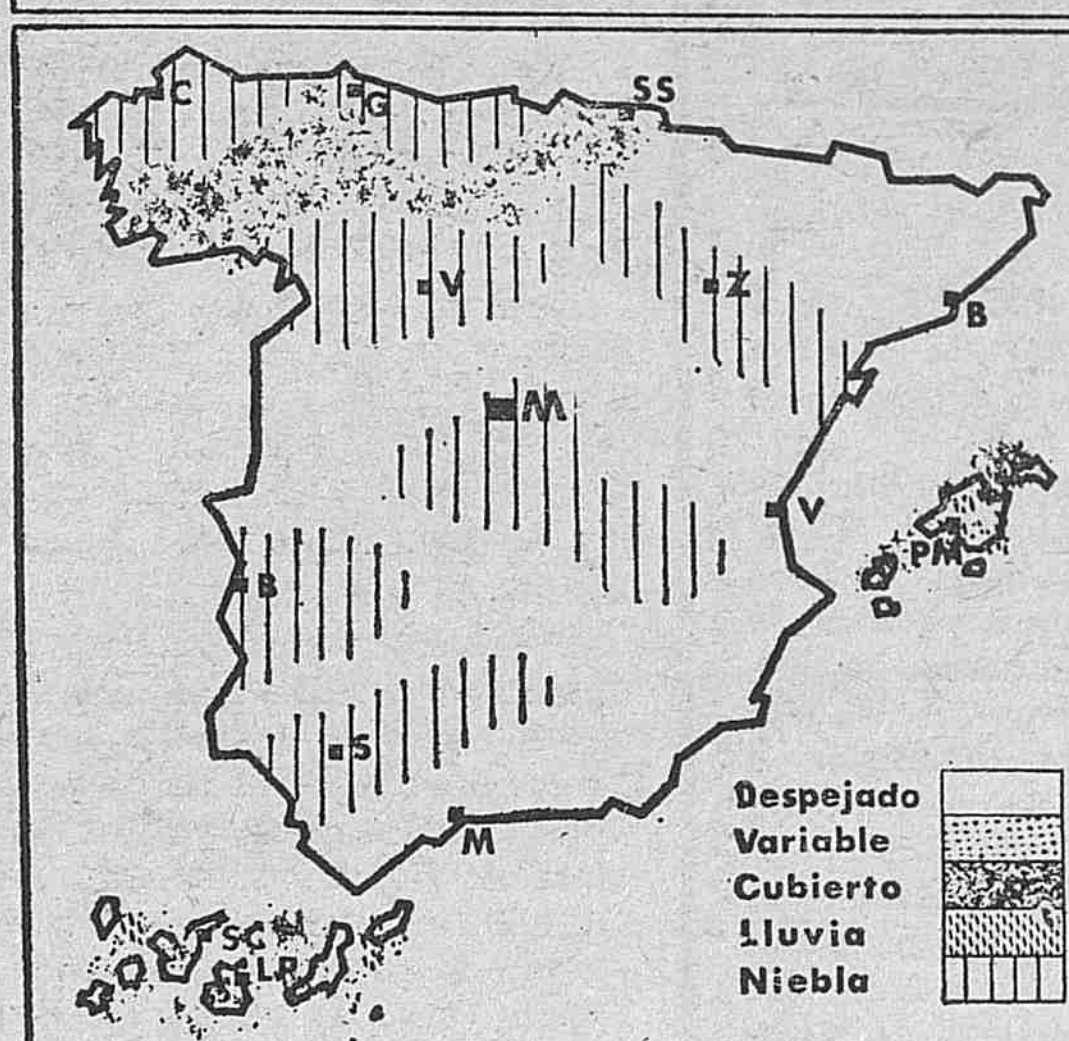 C
G
SS
V
Z
B
M
V
PM
B
S
M
SC
LP
Despejado
Variable
Cubierto
Lluvia
Niebla